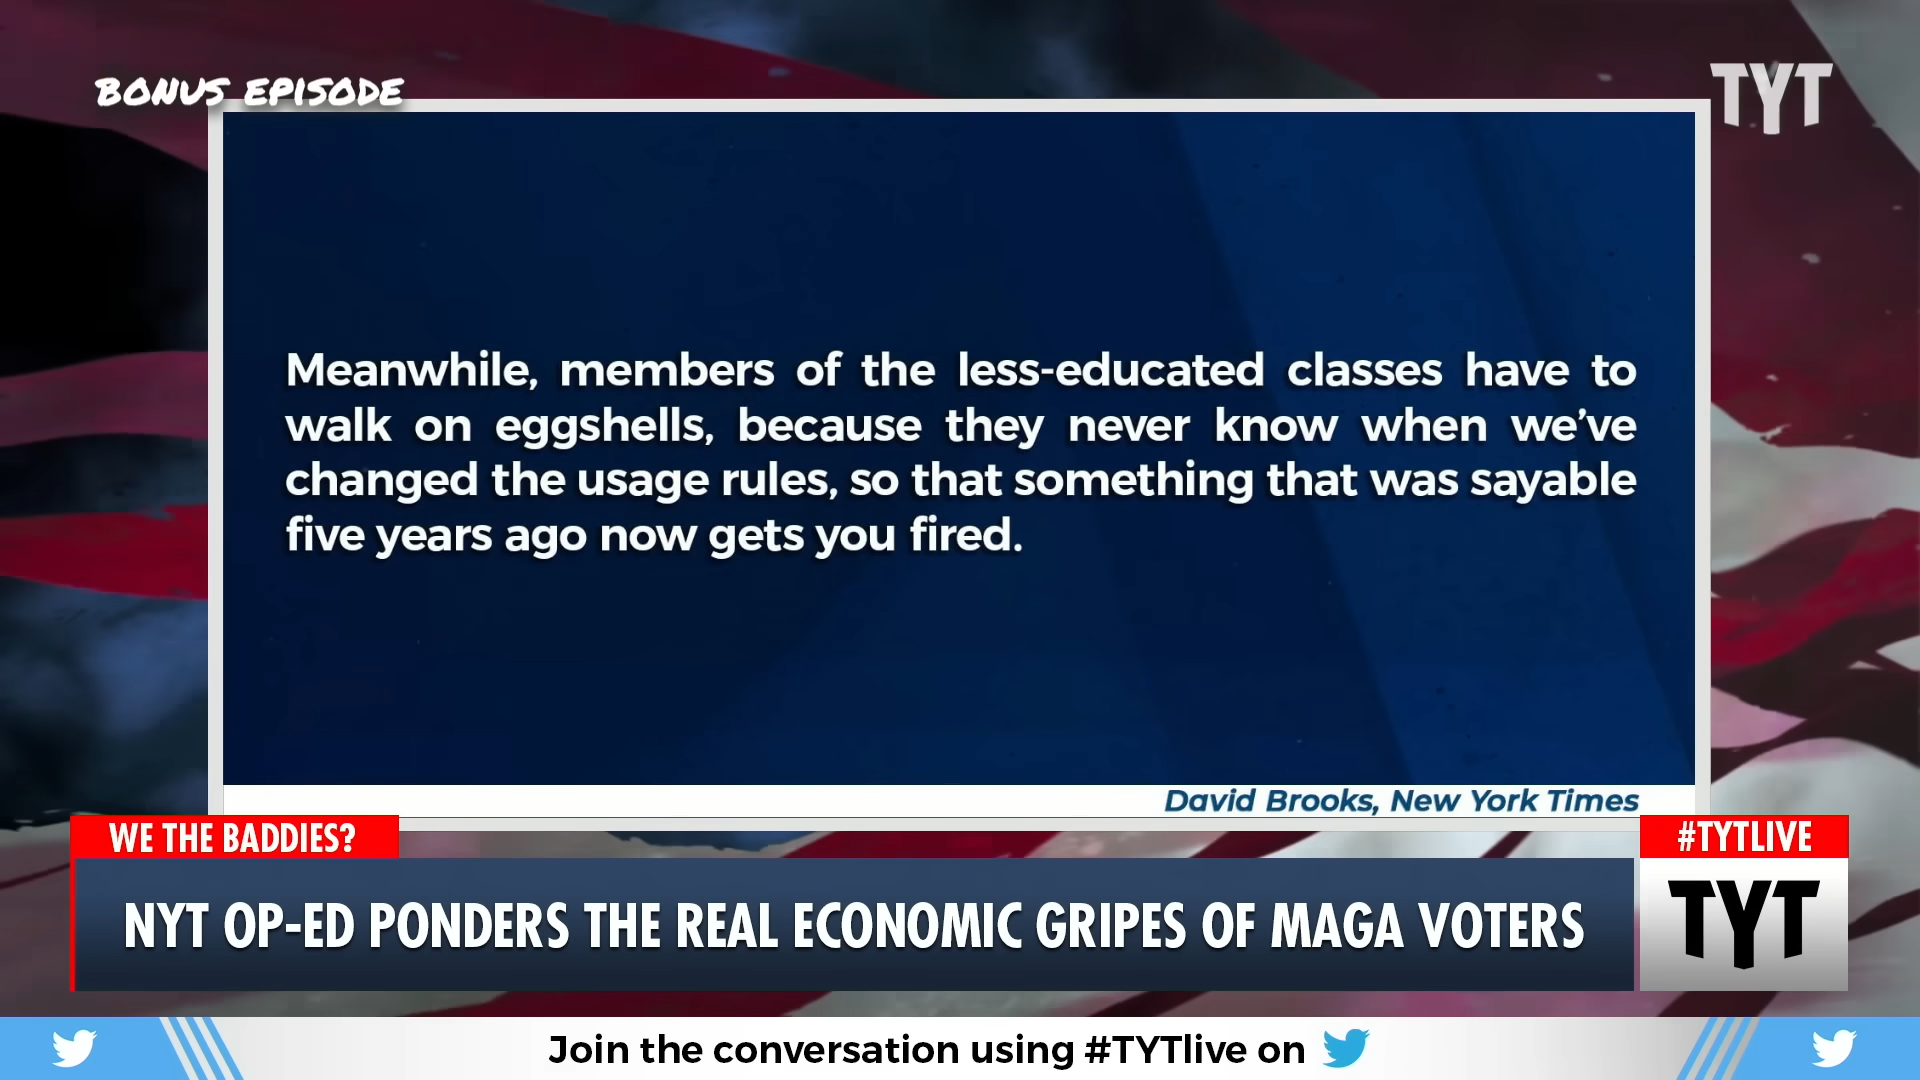 BONUS EPISODE
TYT
Meanwhile, members of the less-educated classes have to
walk on eggshells, because they never know when we’ve
changed the usage rules, so that something that was sayable
five years ago now gets you fired.
David Brooks, New York Times
WE THE BADDIES?
#TYTLIVE
NYT OP-ED PONDERS THE REAL ECONOMIC GRIPES OF MAGA VOTERS
TYT
Join the conversation using #TYTlive on